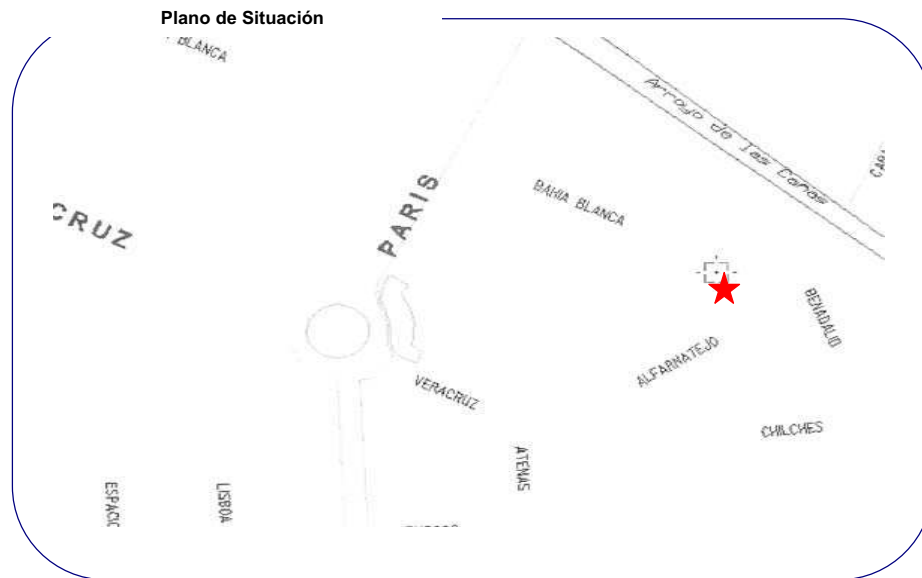 Plano de Situación
BLANCA
Arroyo de las Cañas
PARIS
BAHIA BLANCA
CRUZ
BENADALID
ALFARNATEJO
VERACRUZ
CHILCHES
ATENAS
LISBOA